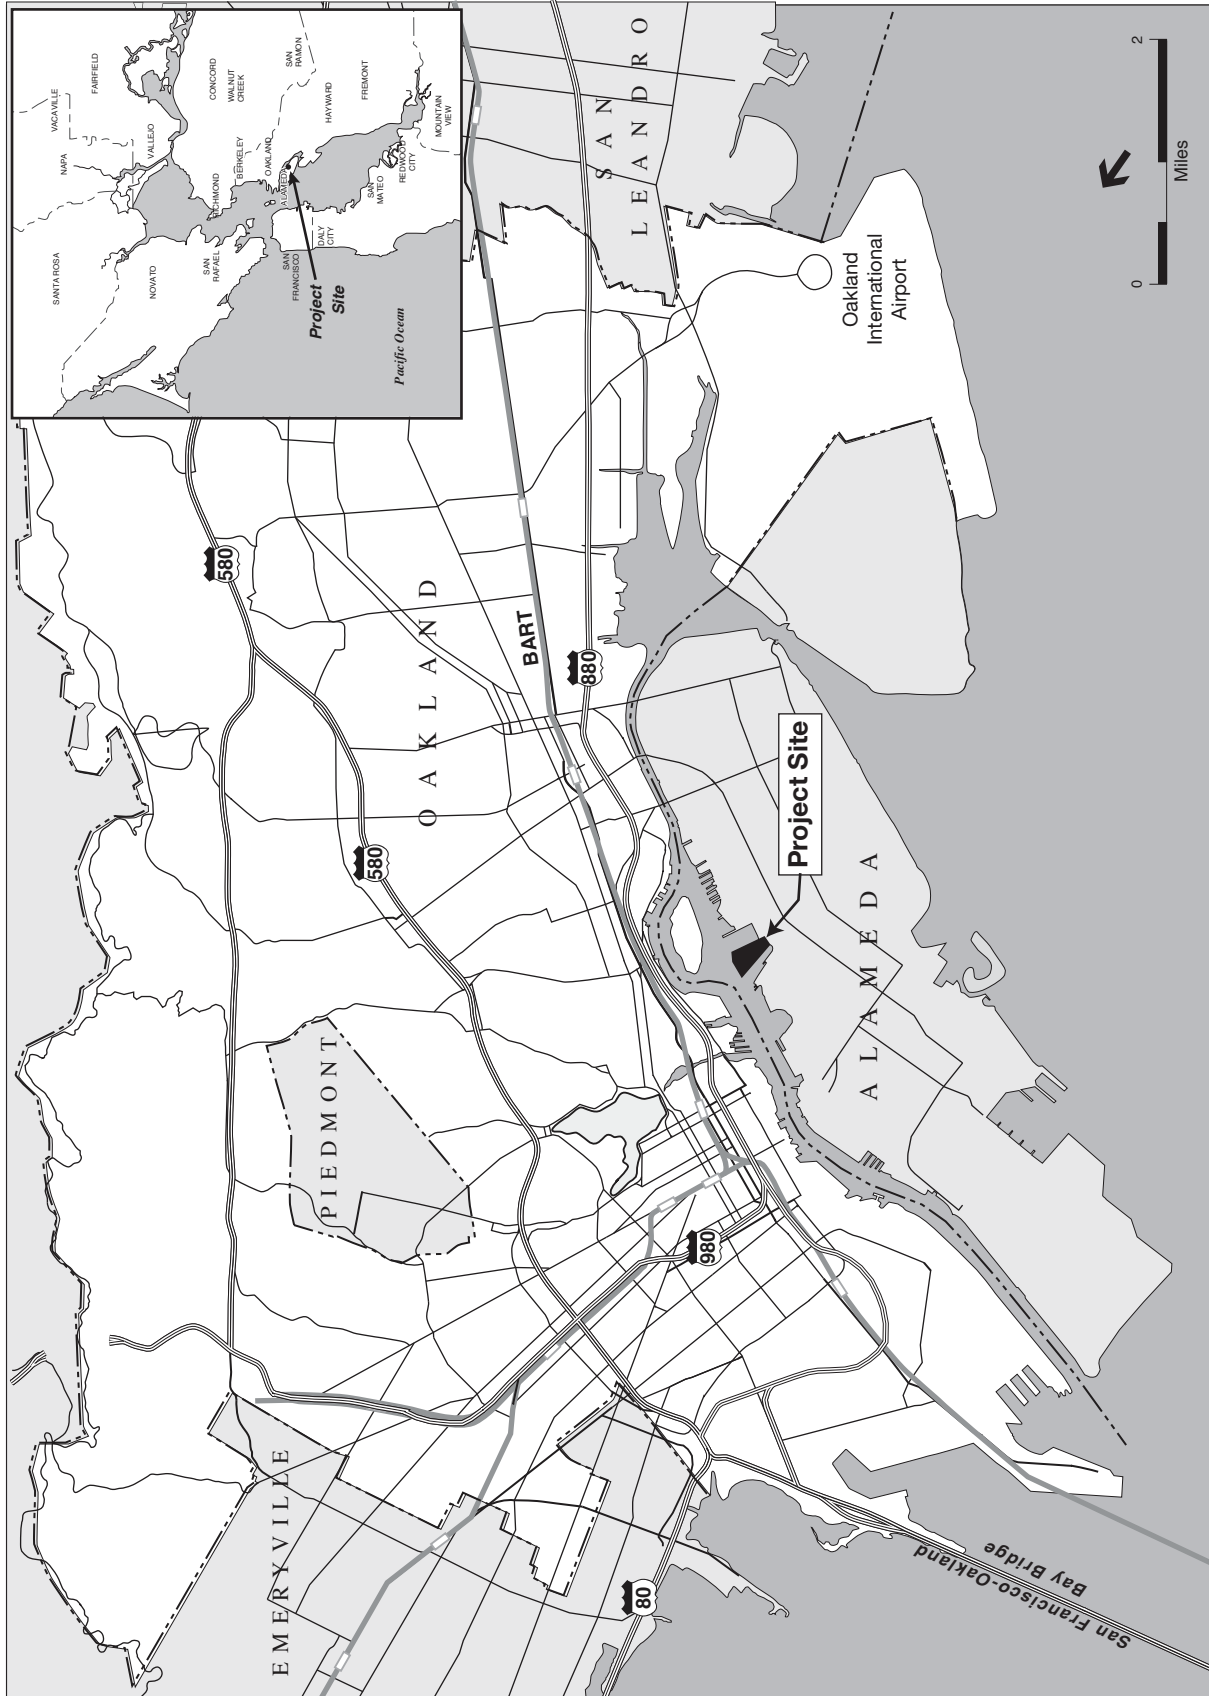 SANTA ROSA
NAPA
VACAVILLE
FAIRFIELD
NOVATO
VALLEJO
SAN
RAFAEL
RICHMOND
CONCORD
WALNUT
CREEK
BERKELEY
OAKLAND
ALAMEDA
SAN
RAMON
SAN
FRANCISCO
DALY
CITY
HAYWARD
FREMONT
SAN
MATEO
REDWOOD
CITY
MOUNTAIN
VIEW
Project
Site
Pacific Ocean
EMERYVILLE
PIEDMONT
580
580
OAKLAND
BART
880
SAN
LEANDRO
80
980
Project Site
ALAMEDA
Oakland
International
Airport
San Francisco-Oakland
Bay Bridge
0
2
Miles